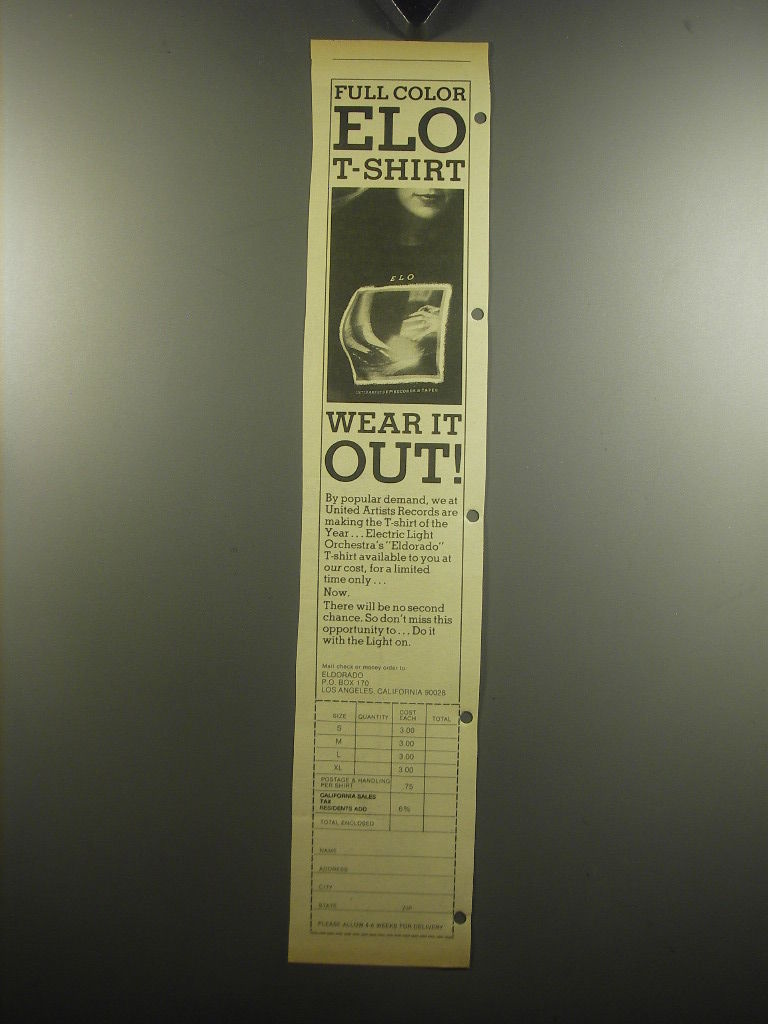 FULL COLOR
ELO
T-SHIRT
ELO
UNITED ARTISTS RECORDS & TAPES
WEAR IT
OUT!
By popular demand, we at
United Artists Records are
making the T-shirt of the
Year . . . Electric Light
Orchestra's "Eldorado"
T-shirt available to you at
our cost, for a limited
time only . . .
Now.
There will be no second
chance. So don't miss this
opportunity to . . . Do it
with the Light on.
Mail check or money order to:
ELDORADO
P.O. BOX 170
LOS ANGELES, CALIFORNIA 90028
SIZE QUANTITY COST EACH TOTAL
S 3.00
M 3.00
L 3.00
XL 3.00
POSTAGE & HANDLING
PER SHIRT .75
CALIFORNIA SALES
TAX
RESIDENTS ADD 6%
TOTAL ENCLOSED
NAME
ADDRESS
CITY
STATE ZIP
PLEASE ALLOW 4-6 WEEKS FOR DELIVERY